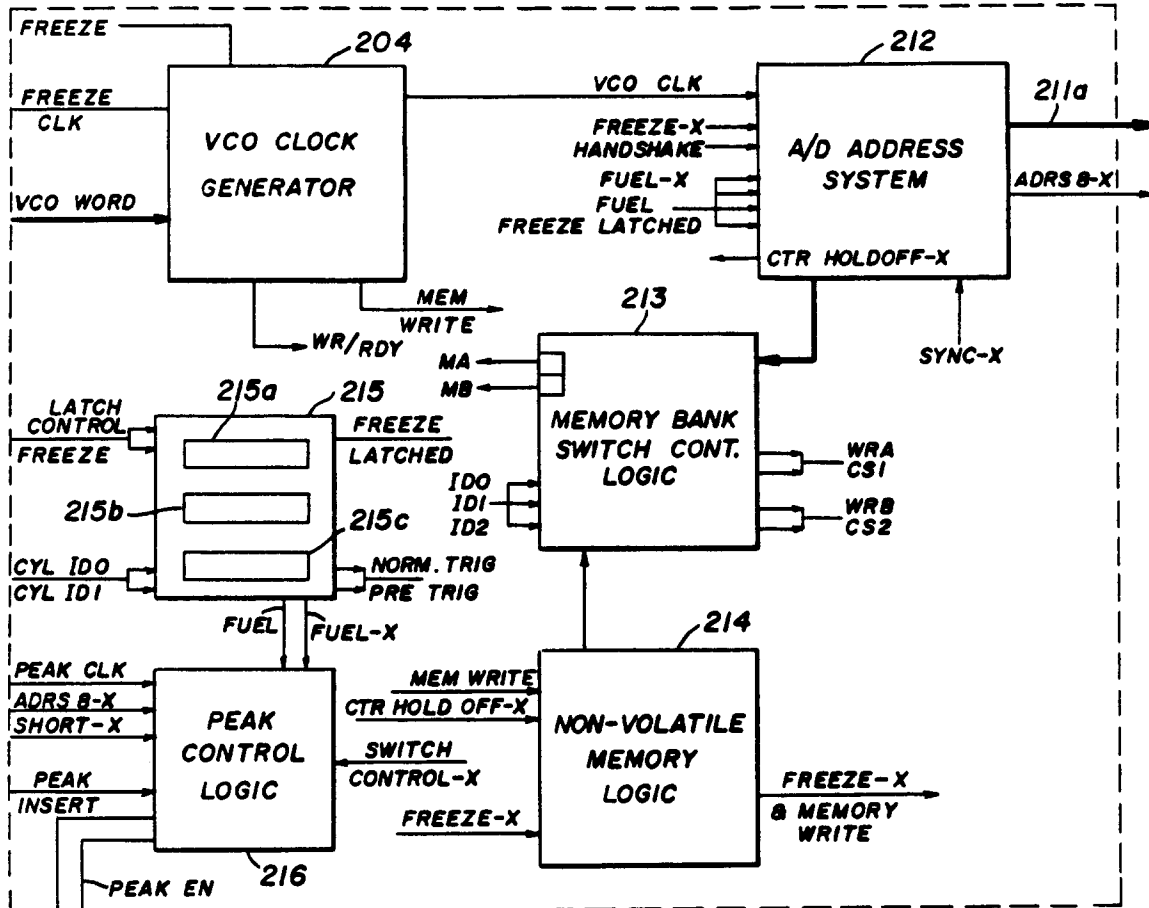 FREEZE
204
FREEZE
CLK
VCO CLOCK
GENERATOR
VCO WORD
MEM
WRITE
WR/RDY
VCO CLK
212
211a
FREEZE-X
HANDSHAKE
A/D ADDRESS
SYSTEM
FUEL-X
FUEL
FREEZE LATCHED
ADRS 8-X
CTR HOLDOFF-X
SYNC-X
213
MA
MB
MEMORY BANK
SWITCH CONT.
LOGIC
ID0
ID1
ID2
WRA
CS1
WRB
CS2
215a
215
LATCH
CONTROL
FREEZE
FREEZE
LATCHED
215b
215c
CYL ID0
CYL ID1
NORM. TRIG
PRE TRIG
FUEL
FUEL-X
PEAK CLK
ADRS 8-X
SHORT-X
PEAK
INSERT
PEAK
CONTROL
LOGIC
SWITCH
CONTROL-X
216
PEAK EN
214
MEM WRITE
CTR HOLD OFF-X
FREEZE-X
NON-VOLATILE
MEMORY
LOGIC
FREEZE-X
& MEMORY
WRITE